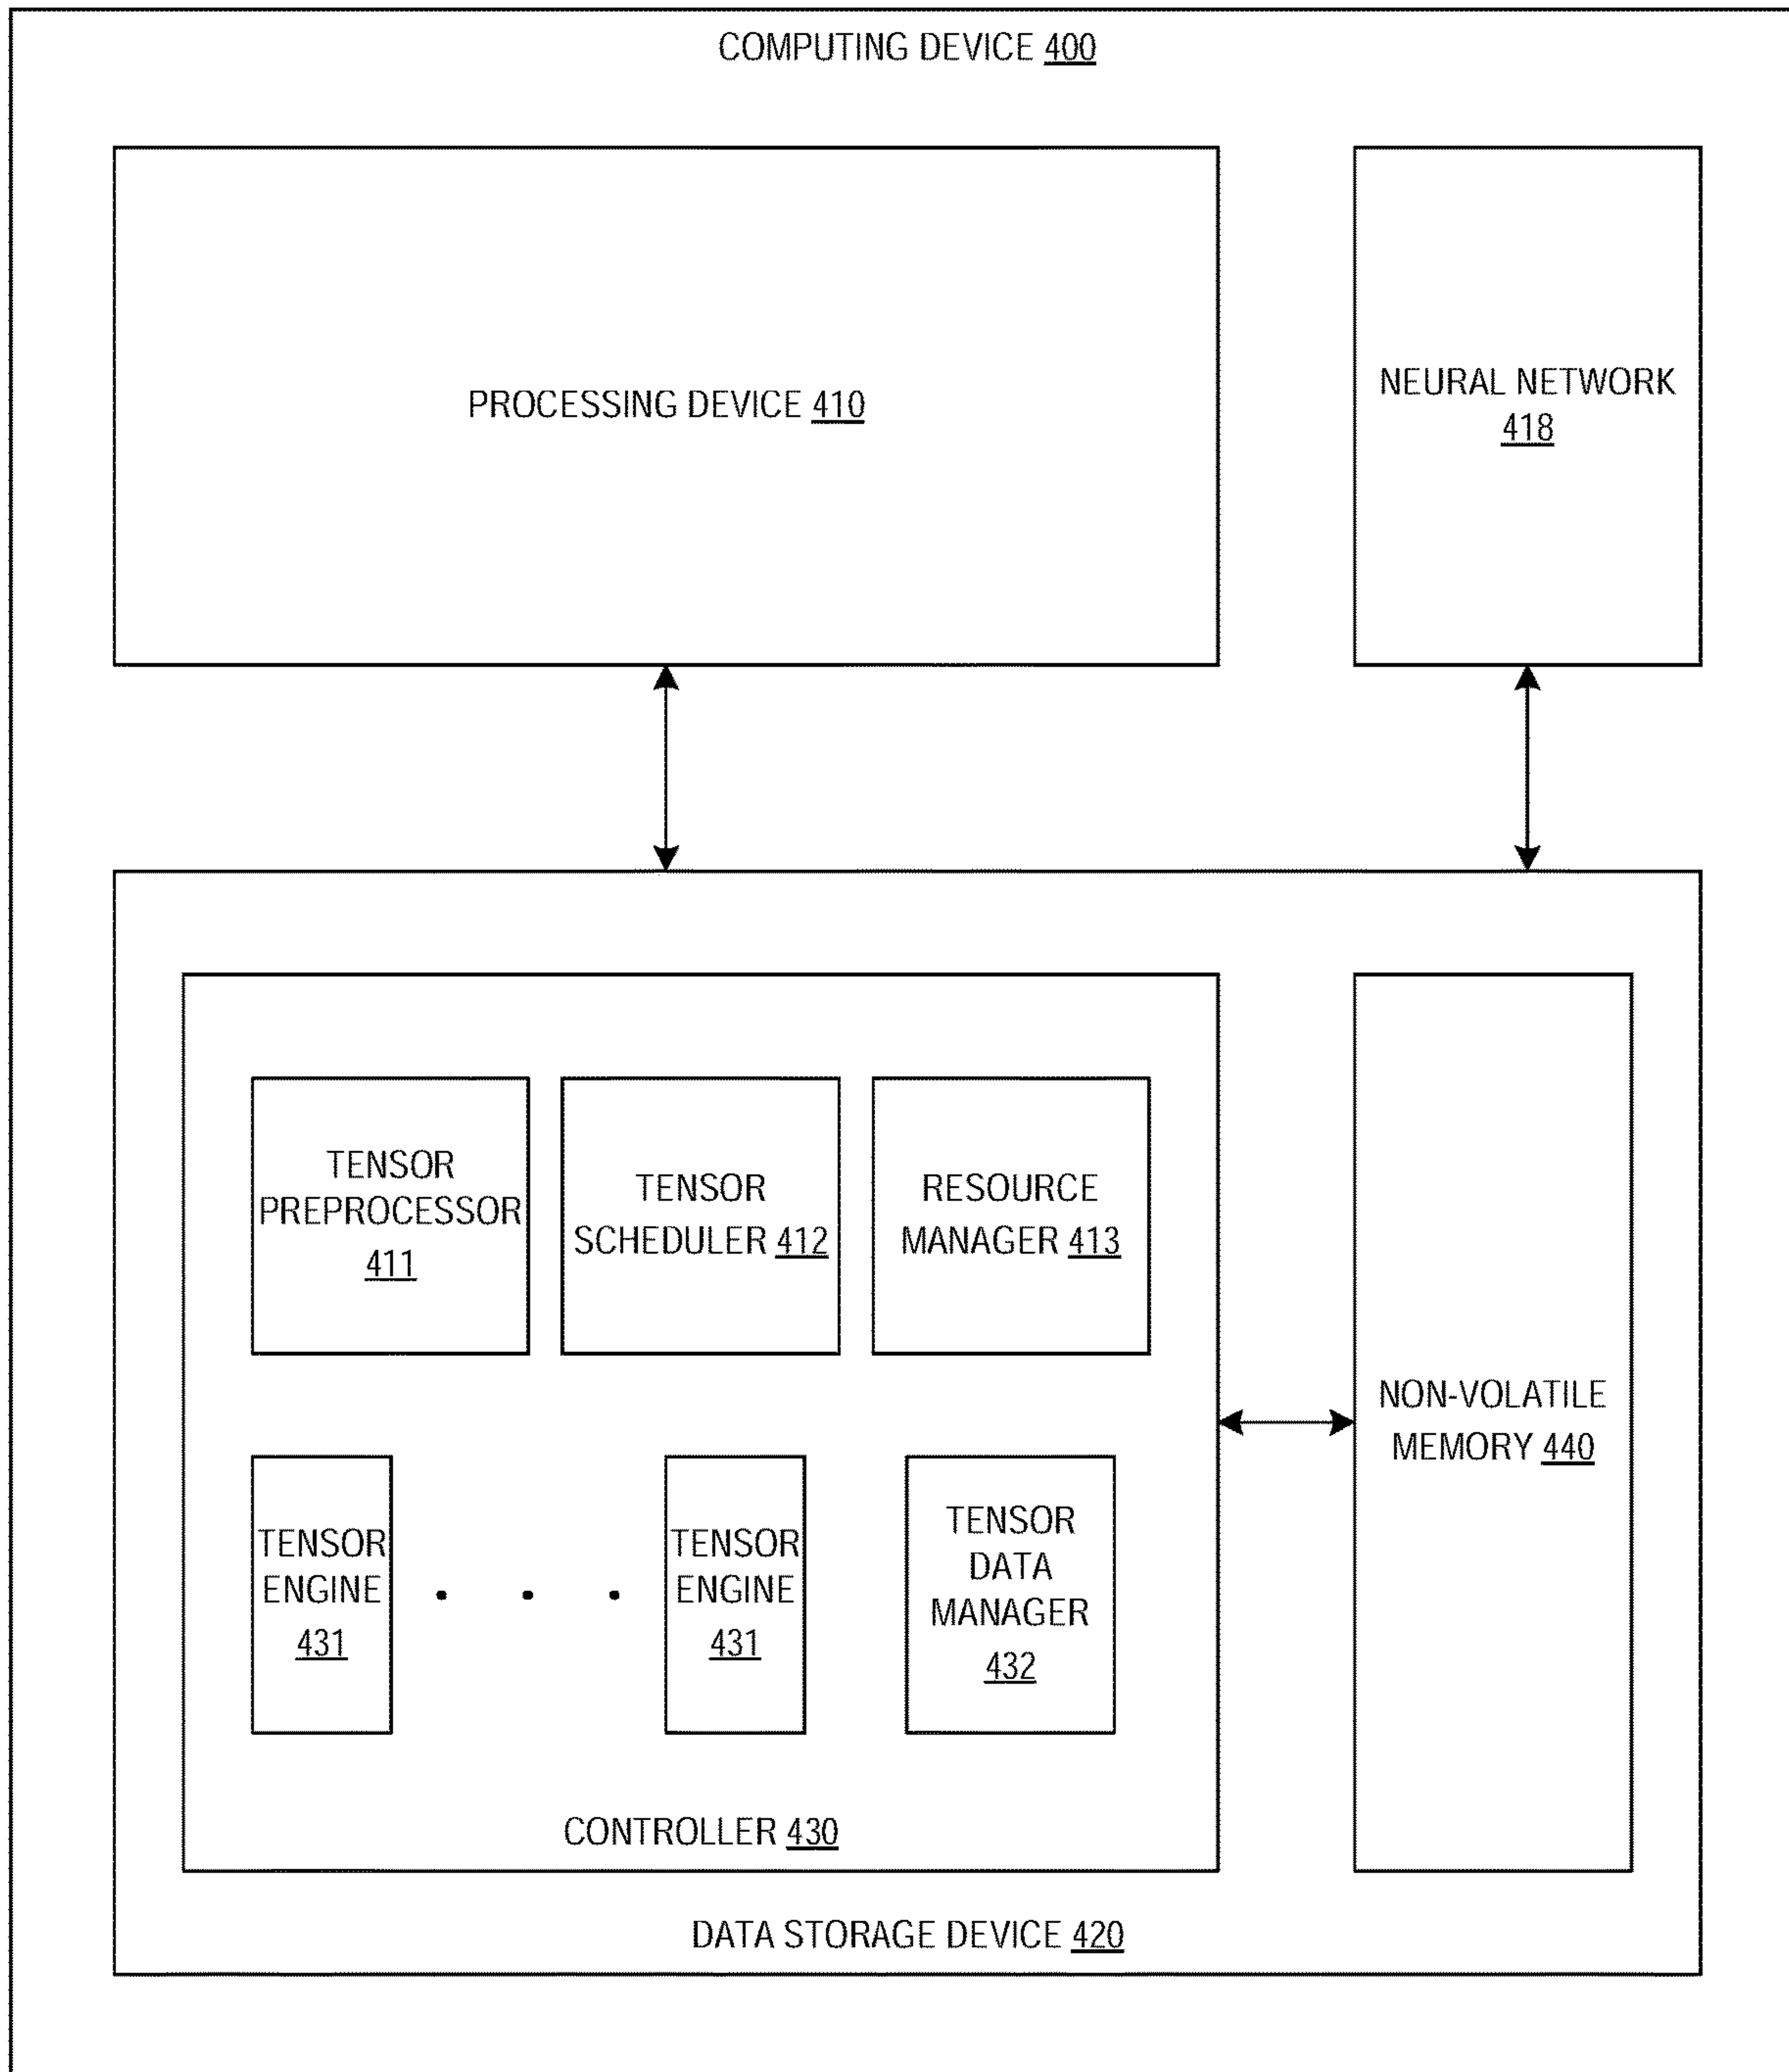 COMPUTING DEVICE 400
PROCESSING DEVICE 410
NEURAL NETWORK
418
TENSOR
PREPROCESSOR
411
TENSOR
SCHEDULER 412
RESOURCE
MANAGER 413
NON-VOLATILE
MEMORY 440
TENSOR
ENGINE
431
TENSOR
ENGINE
431
TENSOR
DATA
MANAGER
432
CONTROLLER 430
DATA STORAGE DEVICE 420